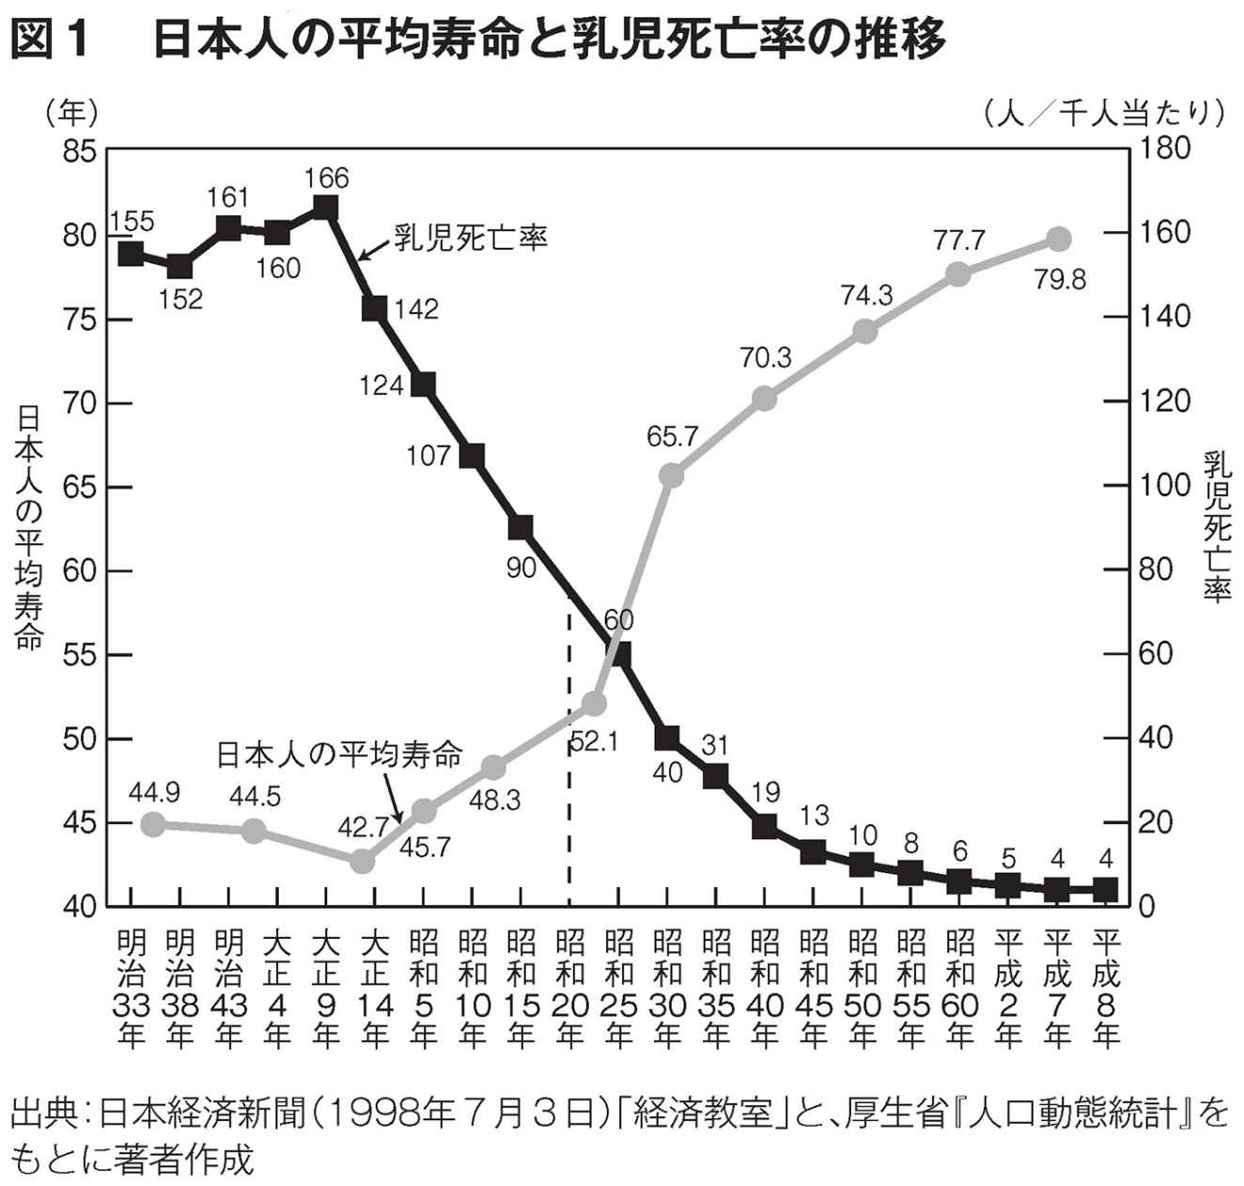 図1　日本人の平均寿命と乳児死亡率の推移
(年)
(人／千人当たり)
85
80
75
70
65
60
55
50
45
40
日本人の平均寿命
180
160
140
120
100
80
60
40
20
0
乳児死亡率
155
152
161
160
166
142
124
107
90
60
40
31
19
13
10
8
6
5
4
4
乳児死亡率
日本人の平均寿命
44.9
44.5
42.7
45.7
48.3
52.1
65.7
70.3
74.3
77.7
79.8
明治33年
明治38年
明治43年
大正4年
大正9年
大正14年
昭和5年
昭和10年
昭和15年
昭和20年
昭和25年
昭和30年
昭和35年
昭和40年
昭和45年
昭和50年
昭和55年
昭和60年
平成2年
平成7年
平成8年
出典：日本経済新聞（1998年７月３日）「経済教室」と、厚生省『人口動態統計』を
もとに著者作成